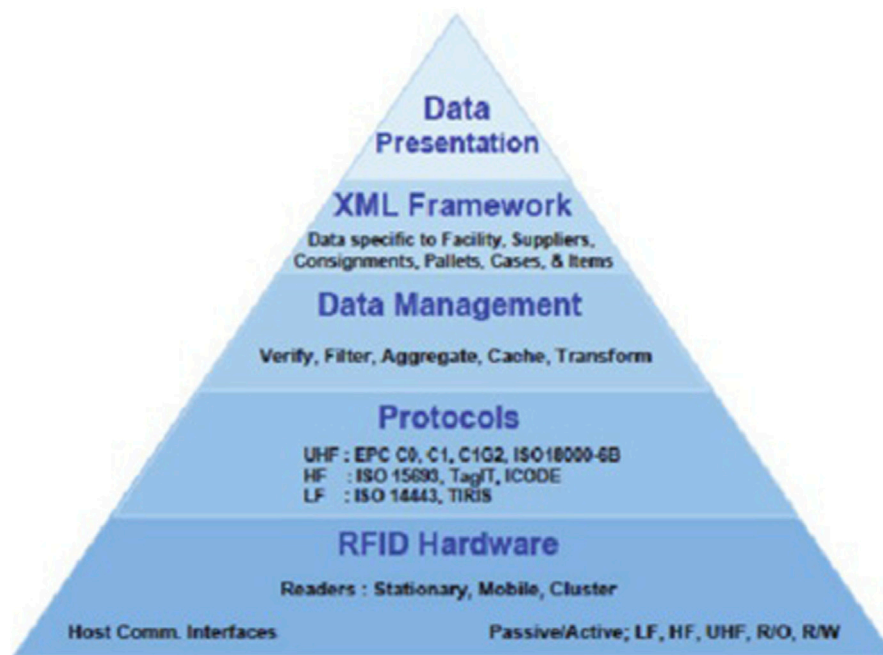 Data
Presentation
XML Framework
Data specific to Facility, Suppliers,
Consignments, Pallets, Cases, & Items
Data Management
Verify, Filter, Aggregate, Cache, Transform
Protocols
UHF : EPC C0, C1, C1G2, ISO18000-6B
HF : ISO 15693, TagIT, ICODE
LF : ISO 14443, TIRIS
RFID Hardware
Readers : Stationary, Mobile, Cluster
Host Comm. Interfaces Passive/Active; LF, HF, UHF, R/O, R/W